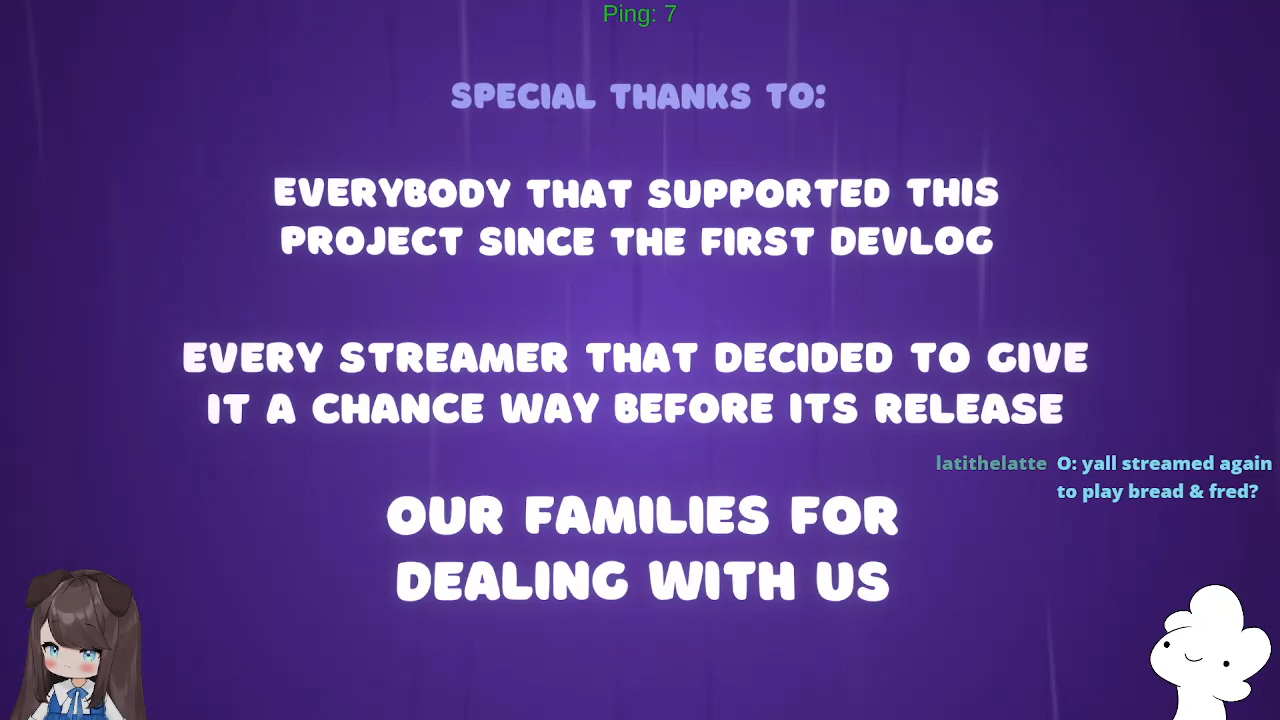 Ping: 7
SPECIAL THANKS TO:
EVERYBODY THAT SUPPORTED THIS
PROJECT SINCE THE FIRST DEVLOG
EVERY STREAMER THAT DECIDED TO GIVE
IT A CHANCE WAY BEFORE ITS RELEASE
latithelatte O: yall streamed again
to play bread & fred?
OUR FAMILIES FOR
DEALING WITH US